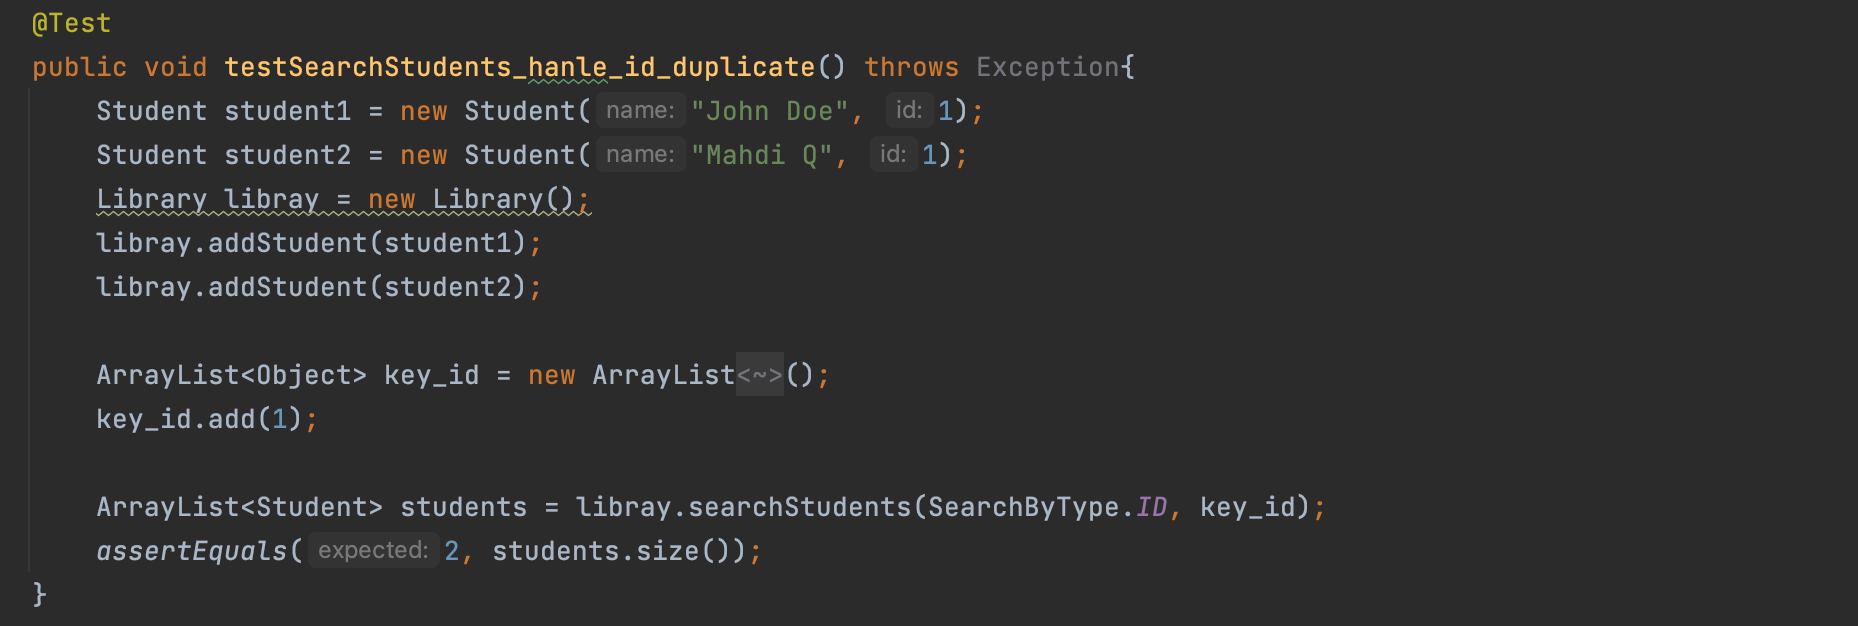 @Test
public void testSearchStudents_hanle_id_duplicate() throws Exception{
Student student1 = new Student( name: "John Doe", id: 1);
Student student2 = new Student( name: "Mahdi Q", id: 1);
Library libray = new Library();
libray.addStudent(student1);
libray.addStudent(student2);
ArrayList<Object> key_id = new ArrayList<~>();
key_id.add(1);
ArrayList<Student> students = libray.searchStudents(SearchByType.ID, key_id);
assertEquals( expected: 2, students.size());
}